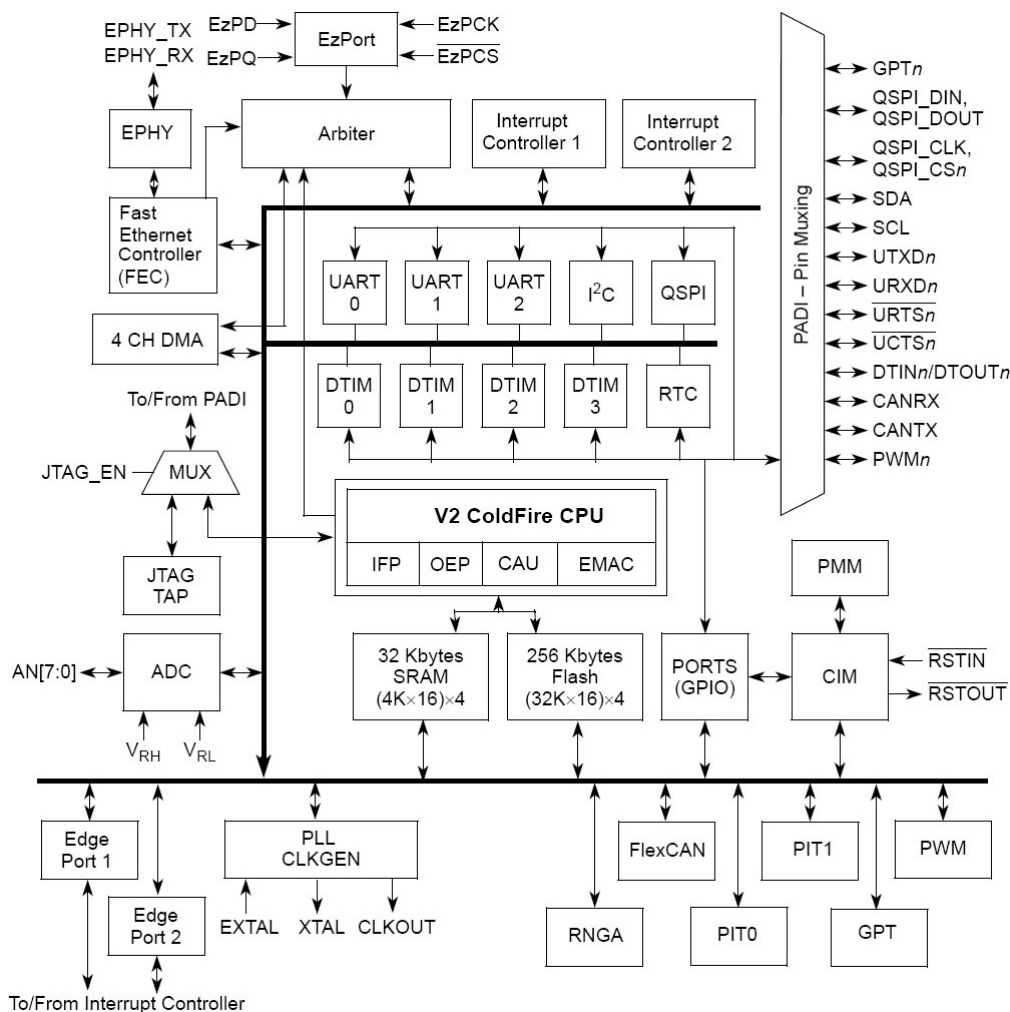 EPHY_TX
EPHY_RX
EzPD
EzPQ
EzPort
EzPCK
EzPCS
EPHY
Arbiter
Interrupt
Controller 1
Interrupt
Controller 2
Fast
Ethernet
Controller
(FEC)
UART
0
UART
1
UART
2
I²C
QSPI
4 CH DMA
DTIM
0
DTIM
1
DTIM
2
DTIM
3
RTC
PADI – Pin Muxing
GPTn
QSPI_DIN,
QSPI_DOUT
QSPI_CLK,
QSPI_CSn
SDA
SCL
UTXDn
URXDn
URTSn
UCTSn
DTINn/DTOUTn
CANRX
CANTX
PWMn
To/From PADI
JTAG_EN
MUX
JTAG
TAP
V2 ColdFire CPU
IFP
OEP
CAU
EMAC
PMM
AN[7:0]
ADC
VRH
VRL
32 Kbytes
SRAM
(4K×16)×4
256 Kbytes
Flash
(32K×16)×4
PORTS
(GPIO)
CIM
RSTIN
RSTOUT
Edge
Port 1
Edge
Port 2
PLL
CLKGEN
EXTAL
XTAL
CLKOUT
FlexCAN
PIT1
PWM
RNGA
PIT0
GPT
To/From Interrupt Controller